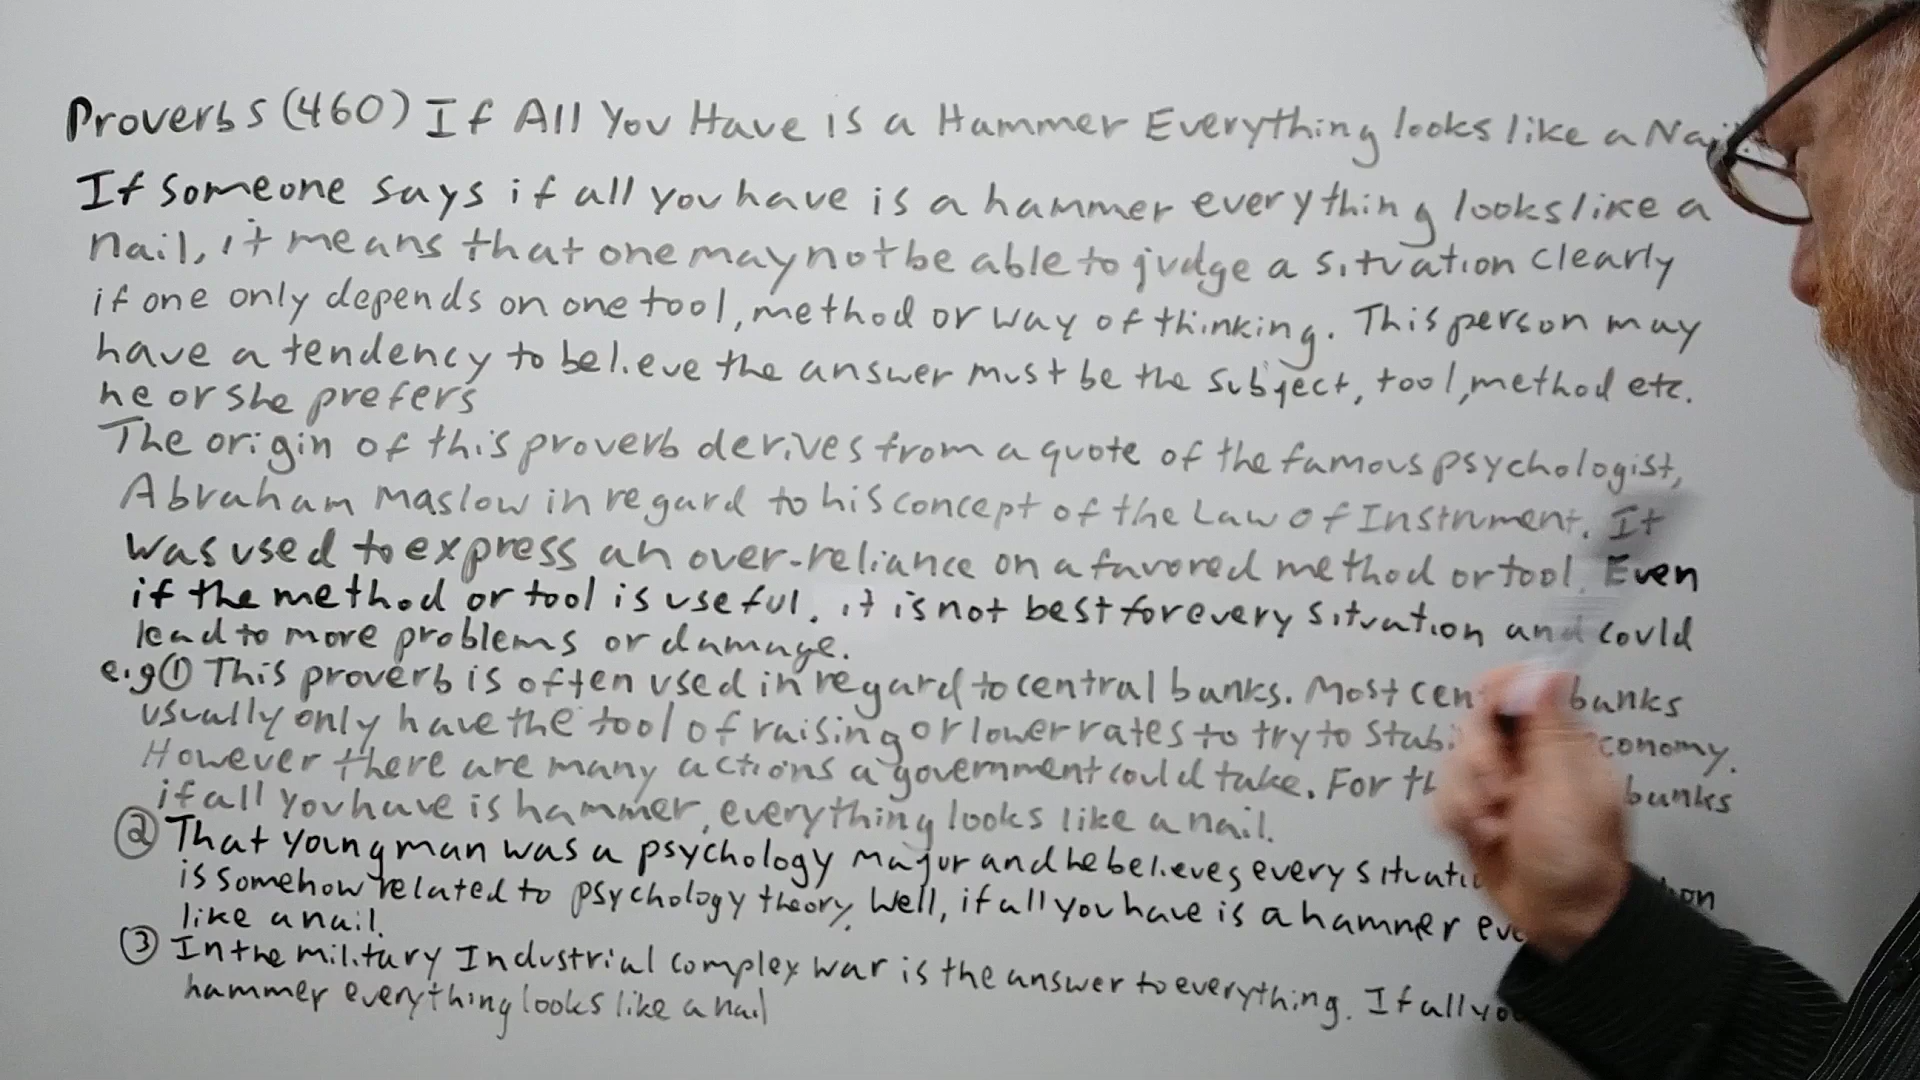 Proverbs (460) If All You Have is a Hammer Everything looks like a Nail.
If someone says if all you have is a hammer everything looks like a
nail, it means that one may not be able to judge a situation clearly
if one only depends on one tool, method or way of thinking. This person may
have a tendency to believe the answer must be the subject, tool, method etc.
he or she prefers
The origin of this proverb derives from a quote of the famous psychologist,
Abraham Maslow in regard to his concept of the Law of Instrument. It
was used to express an over-reliance on a favored method or tool. Even
if the method or tool is useful, it is not best for every situation and could
lead to more problems or damage.
e.g ① This proverb is often used in regard to central banks. Most banks
usually only have the tool of raising or lower rates to try to economy.
However there are many actions a government could take. For banks
if all you have is hammer, everything looks like a nail.
② That young man was a psychology major and he believes every
is somehow related to psychology theory. Well, if all you have is a hammer
like a nail.
③ In the military Industrial complex war is the answer to everything. If all
hammer everything looks like a nail